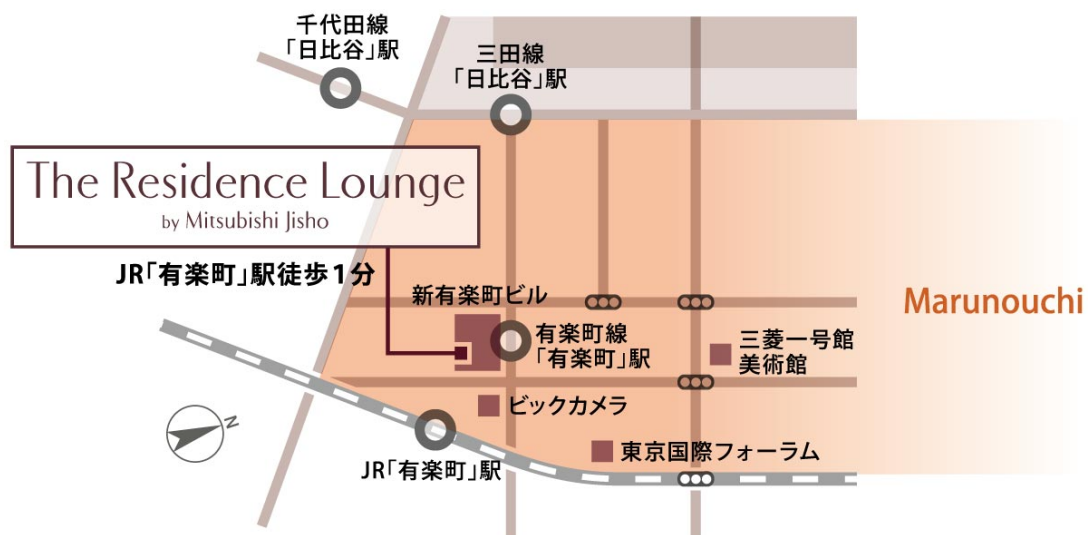 千代田線
「日比谷」駅
三田線
「日比谷」駅
The Residence Lounge
by Mitsubishi Jisho
JR「有楽町」駅徒歩1分
新有楽町ビル
有楽町線
「有楽町」駅
三菱一号館
美術館
Marunouchi
ビックカメラ
N
東京国際フォーラム
JR「有楽町」駅